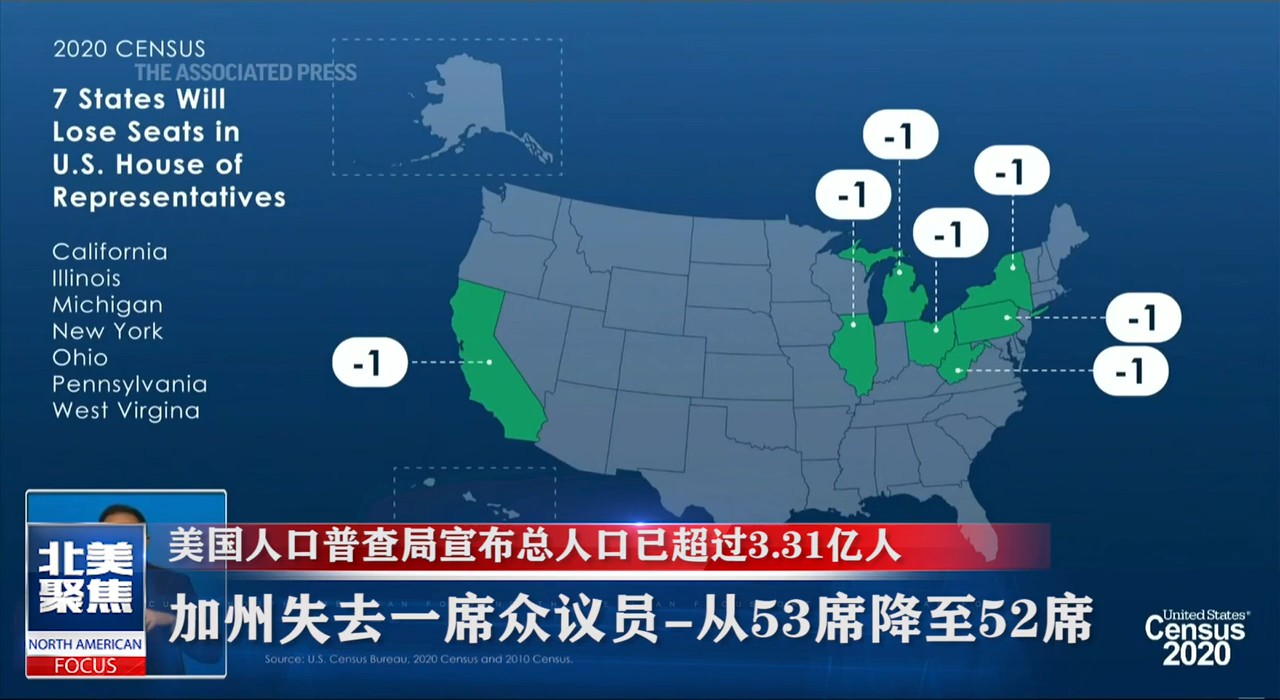 2020 CENSUS
THE ASSOCIATED PRESS
7 States Will
Lose Seats in
U.S. House of
Representatives
California
Illinois
Michigan
New York
Ohio
Pennsylvania
West Virgina
-1
-1
-1
-1
-1
-1
-1
美国人口普查局宣布总人口已超过3.31亿人
北美
聚焦
NORTH AMERICAN
FOCUS
加州失去一席众议员-从53席降至52席
Source: U.S. Census Bureau, 2020 Census and 2010 Census.
United States®
Census
2020